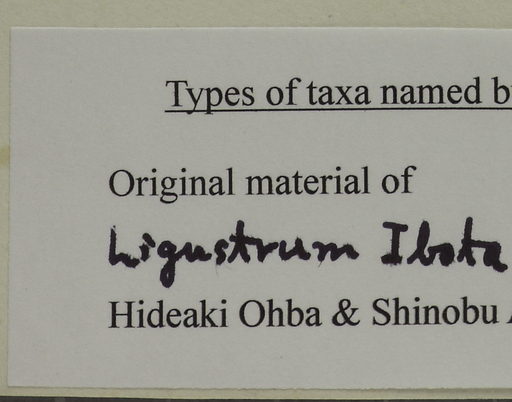 Types of taxa named b
Original material of
Ligustrum Ibota
Hideaki Ohba & Shinobu